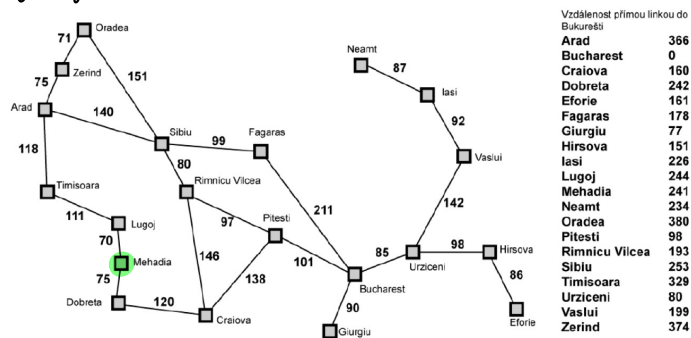 Oradea
71
Neamt
87
Zerind
151
75
Iasi
Arad
140
Sibiu
Fagaras
92
99
118
80
Vaslui
Rimnicu Vilcea
Timisoara
111
97
211
142
Lugoj
Pitesti
70
146
98
Hirsova
85
Mehadia
101
Urziceni
75
138
86
Bucharest
Dobreta
120
90
Craiova
Giurgiu
Eforie
Vzdálenost přímou linkou do
Bukurešti
Arad 366
Bucharest 0
Craiova 160
Dobreta 242
Eforie 161
Fagaras 178
Giurgiu 77
Hirsova 151
Iasi 226
Lugoj 244
Mehadia 241
Neamt 234
Oradea 380
Pitesti 98
Rimnicu Vilcea 193
Sibiu 253
Timisoara 329
Urziceni 80
Vaslui 199
Zerind 374